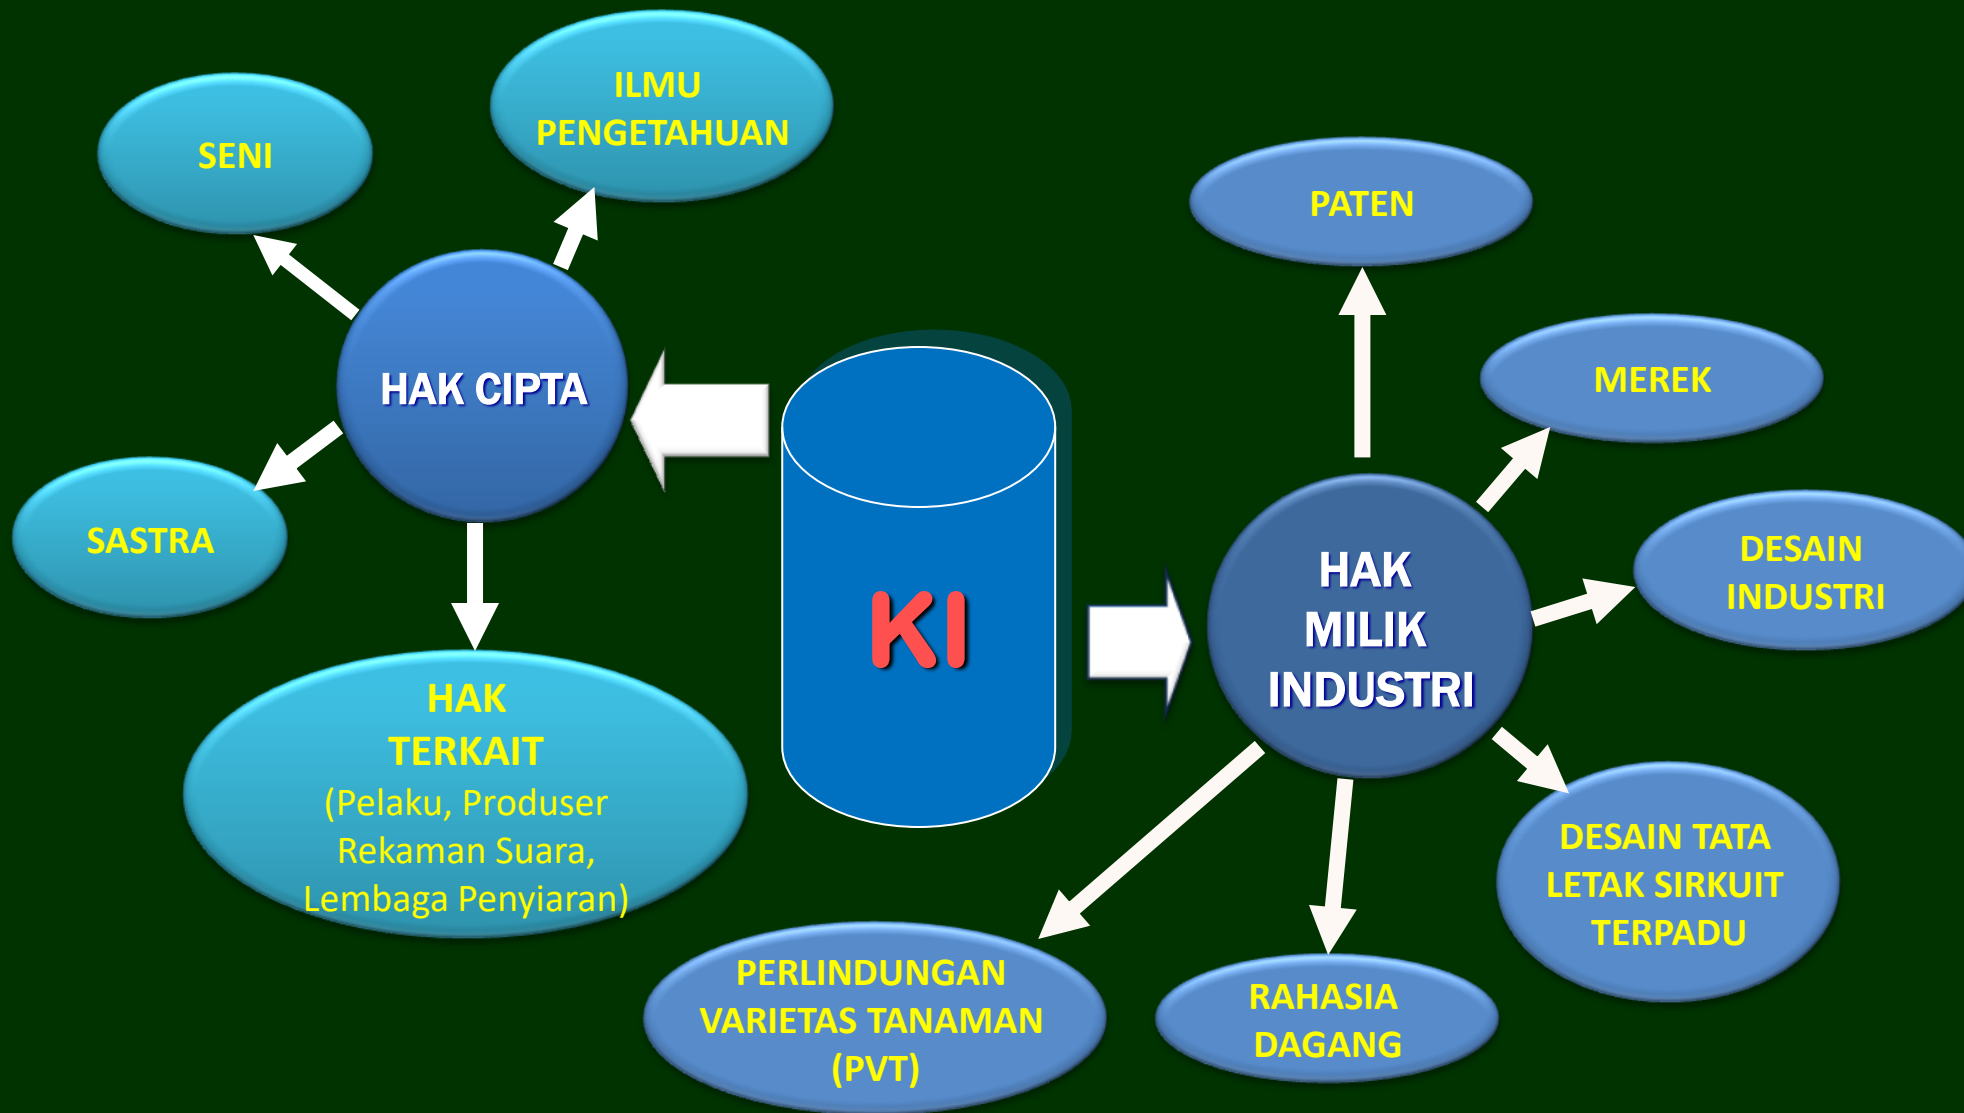 ILMU
PENGETAHUAN
SENI
PATEN
MEREK
HAK CIPTA
SASTRA
DESAIN
INDUSTRI
KI
HAK
MILIK
INDUSTRI
HAK
TERKAIT
(Pelaku, Produser
Rekaman Suara,
Lembaga Penyiaran)
DESAIN TATA
LETAK SIRKUIT
TERPADU
PERLINDUNGAN
VARIETAS TANAMAN
(PVT)
RAHASIA
DAGANG